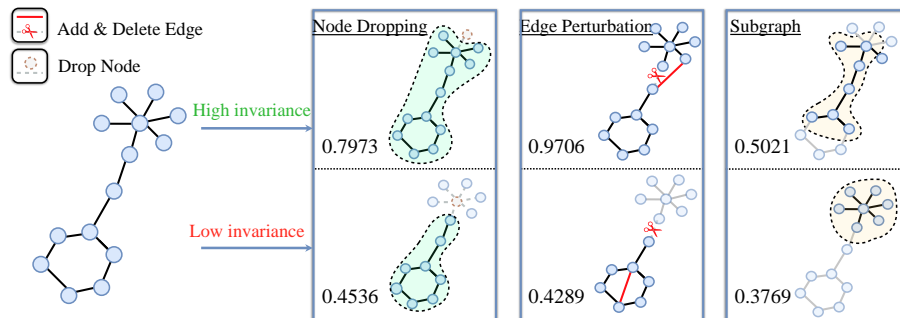 Add & Delete Edge
Drop Node
High invariance
Low invariance
Node Dropping
0.7973
0.4536
Edge Perturbation
0.9706
0.4289
Subgraph
0.5021
0.3769